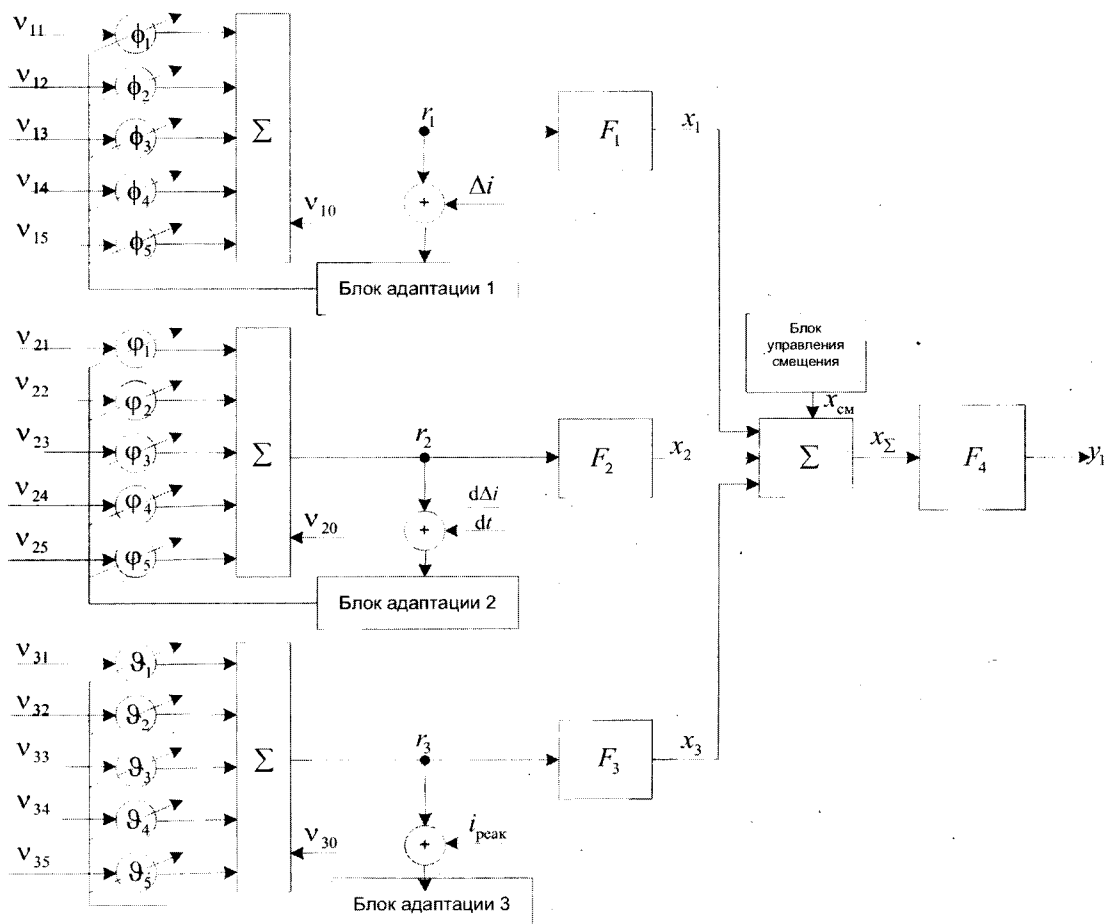 ν11
ϕ1
ν12
ϕ2
ν13
ϕ3
ν14
ϕ4
ν15
ϕ5
Σ
ν10
r1
+
Δi
Блок адаптации 1
F1
x1
ν21
φ1
ν22
φ2
ν23
φ3
ν24
φ4
ν25
φ5
Σ
ν20
r2
+
dΔi
dt
Блок адаптации 2
F2
x2
Блок
управления
смещения
xсм
Σ
xΣ
F4
y1
ν31
ϑ1
ν32
ϑ2
ν33
ϑ3
ν34
ϑ4
ν35
ϑ5
Σ
ν30
r3
+
iреак
Блок адаптации 3
F3
x3